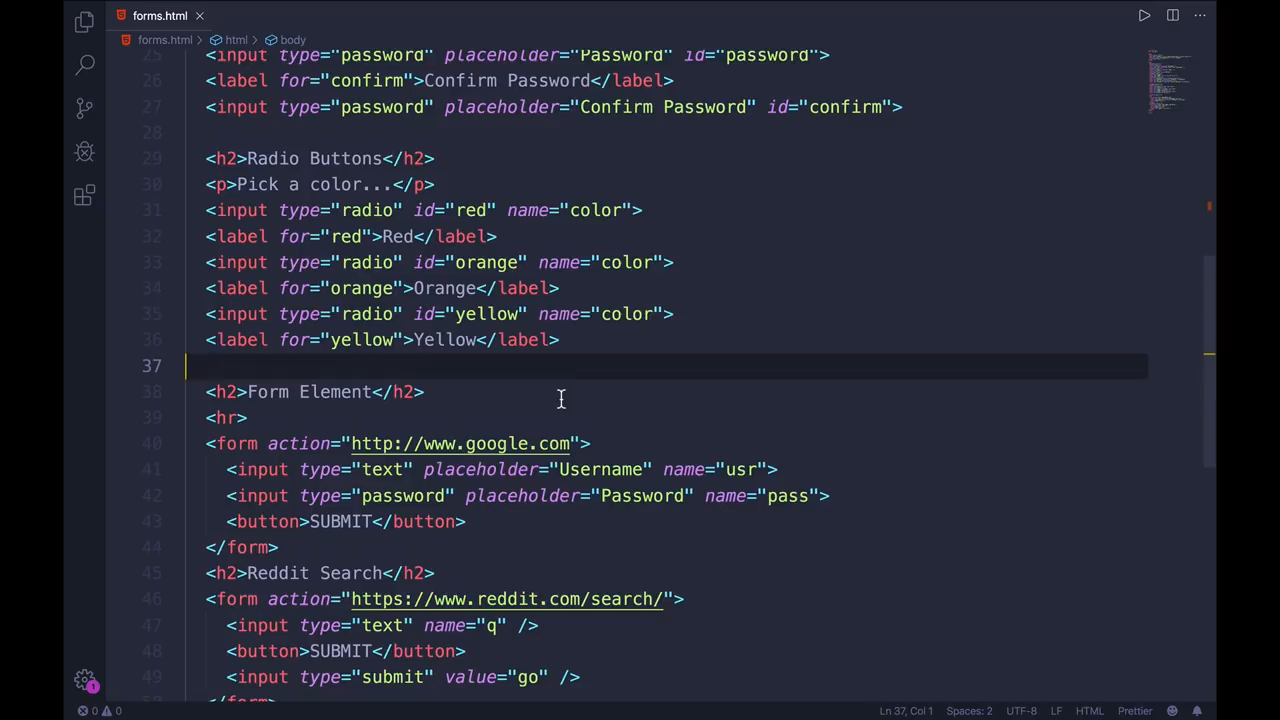 forms.html
forms.html html body
25 <input type="password" placeholder="Password" id="password">
26 <label for="confirm">Confirm Password</label>
27 <input type="password" placeholder="Confirm Password" id="confirm">
28
29 <h2>Radio Buttons</h2>
30 <p>Pick a color...</p>
31 <input type="radio" id="red" name="color">
32 <label for="red">Red</label>
33 <input type="radio" id="orange" name="color">
34 <label for="orange">Orange</label>
35 <input type="radio" id="yellow" name="color">
36 <label for="yellow">Yellow</label>
37
38 <h2>Form Element</h2>
39 <hr>
40 <form action="http://www.google.com">
41 <input type="text" placeholder="Username" name="usr">
42 <input type="password" placeholder="Password" name="pass">
43 <button>SUBMIT</button>
44 </form>
45 <h2>Reddit Search</h2>
46 <form action="https://www.reddit.com/search/">
47 <input type="text" name="q" />
48 <button>SUBMIT</button>
49 <input type="submit" value="go" />
50 </form>
1
0 0 Ln 37, Col 1 Spaces: 2 UTF-8 LF HTML Prettier